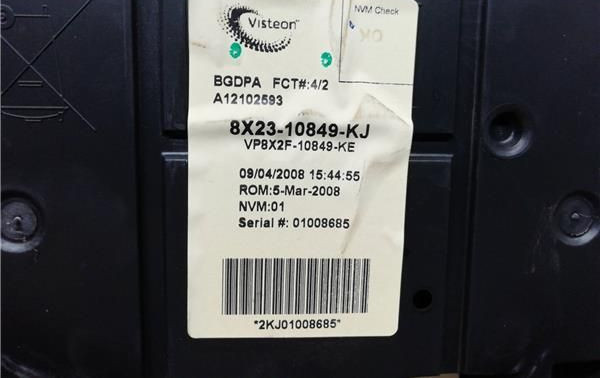 Visteon
NVM Check
OK
BGDPA FCT#:4/2
A12102593
8X23-10849-KJ
VP8X2F-10849-KE
09/04/2008 15:44:55
ROM:5-Mar-2008
NVM:01
Serial #: 01008685
*2KJ01008685*